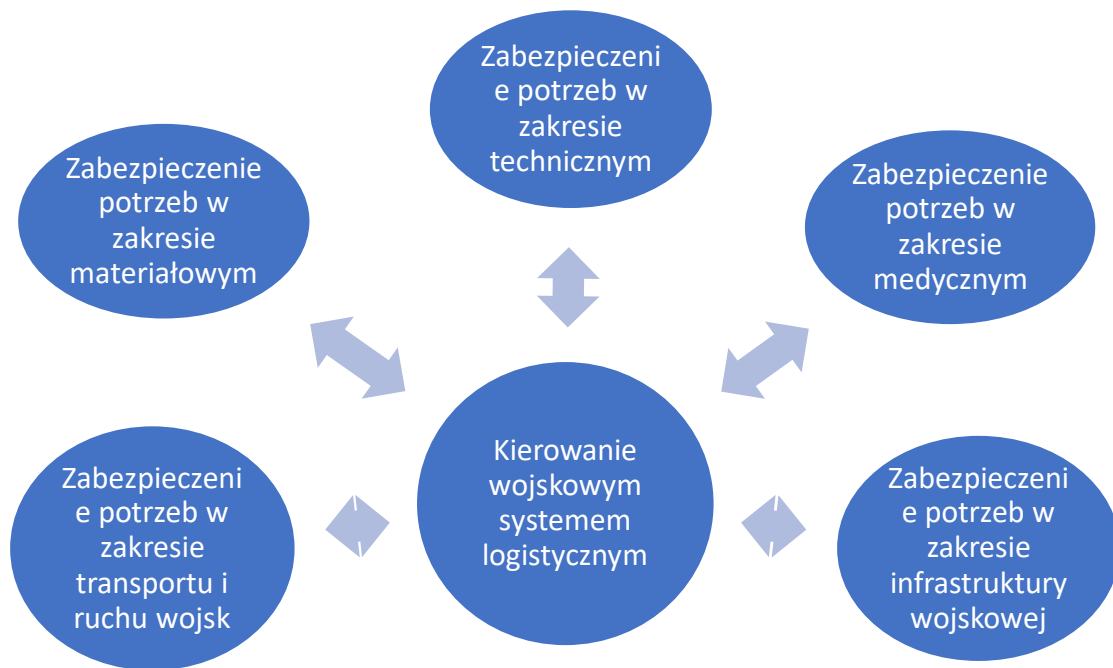 Zabezpieczeni
e potrzeb w
zakresie
technicznym
Zabezpieczenie
potrzeb w
zakresie
materiałowym
Zabezpieczenie
potrzeb w
zakresie
medycznym
Kierowanie
wojskowym
systemem
logistycznym
Zabezpieczeni
e potrzeb w
zakresie
transportu i
ruchu wojsk
Zabezpieczeni
e potrzeb w
zakresie
infrastruktury
wojskowej